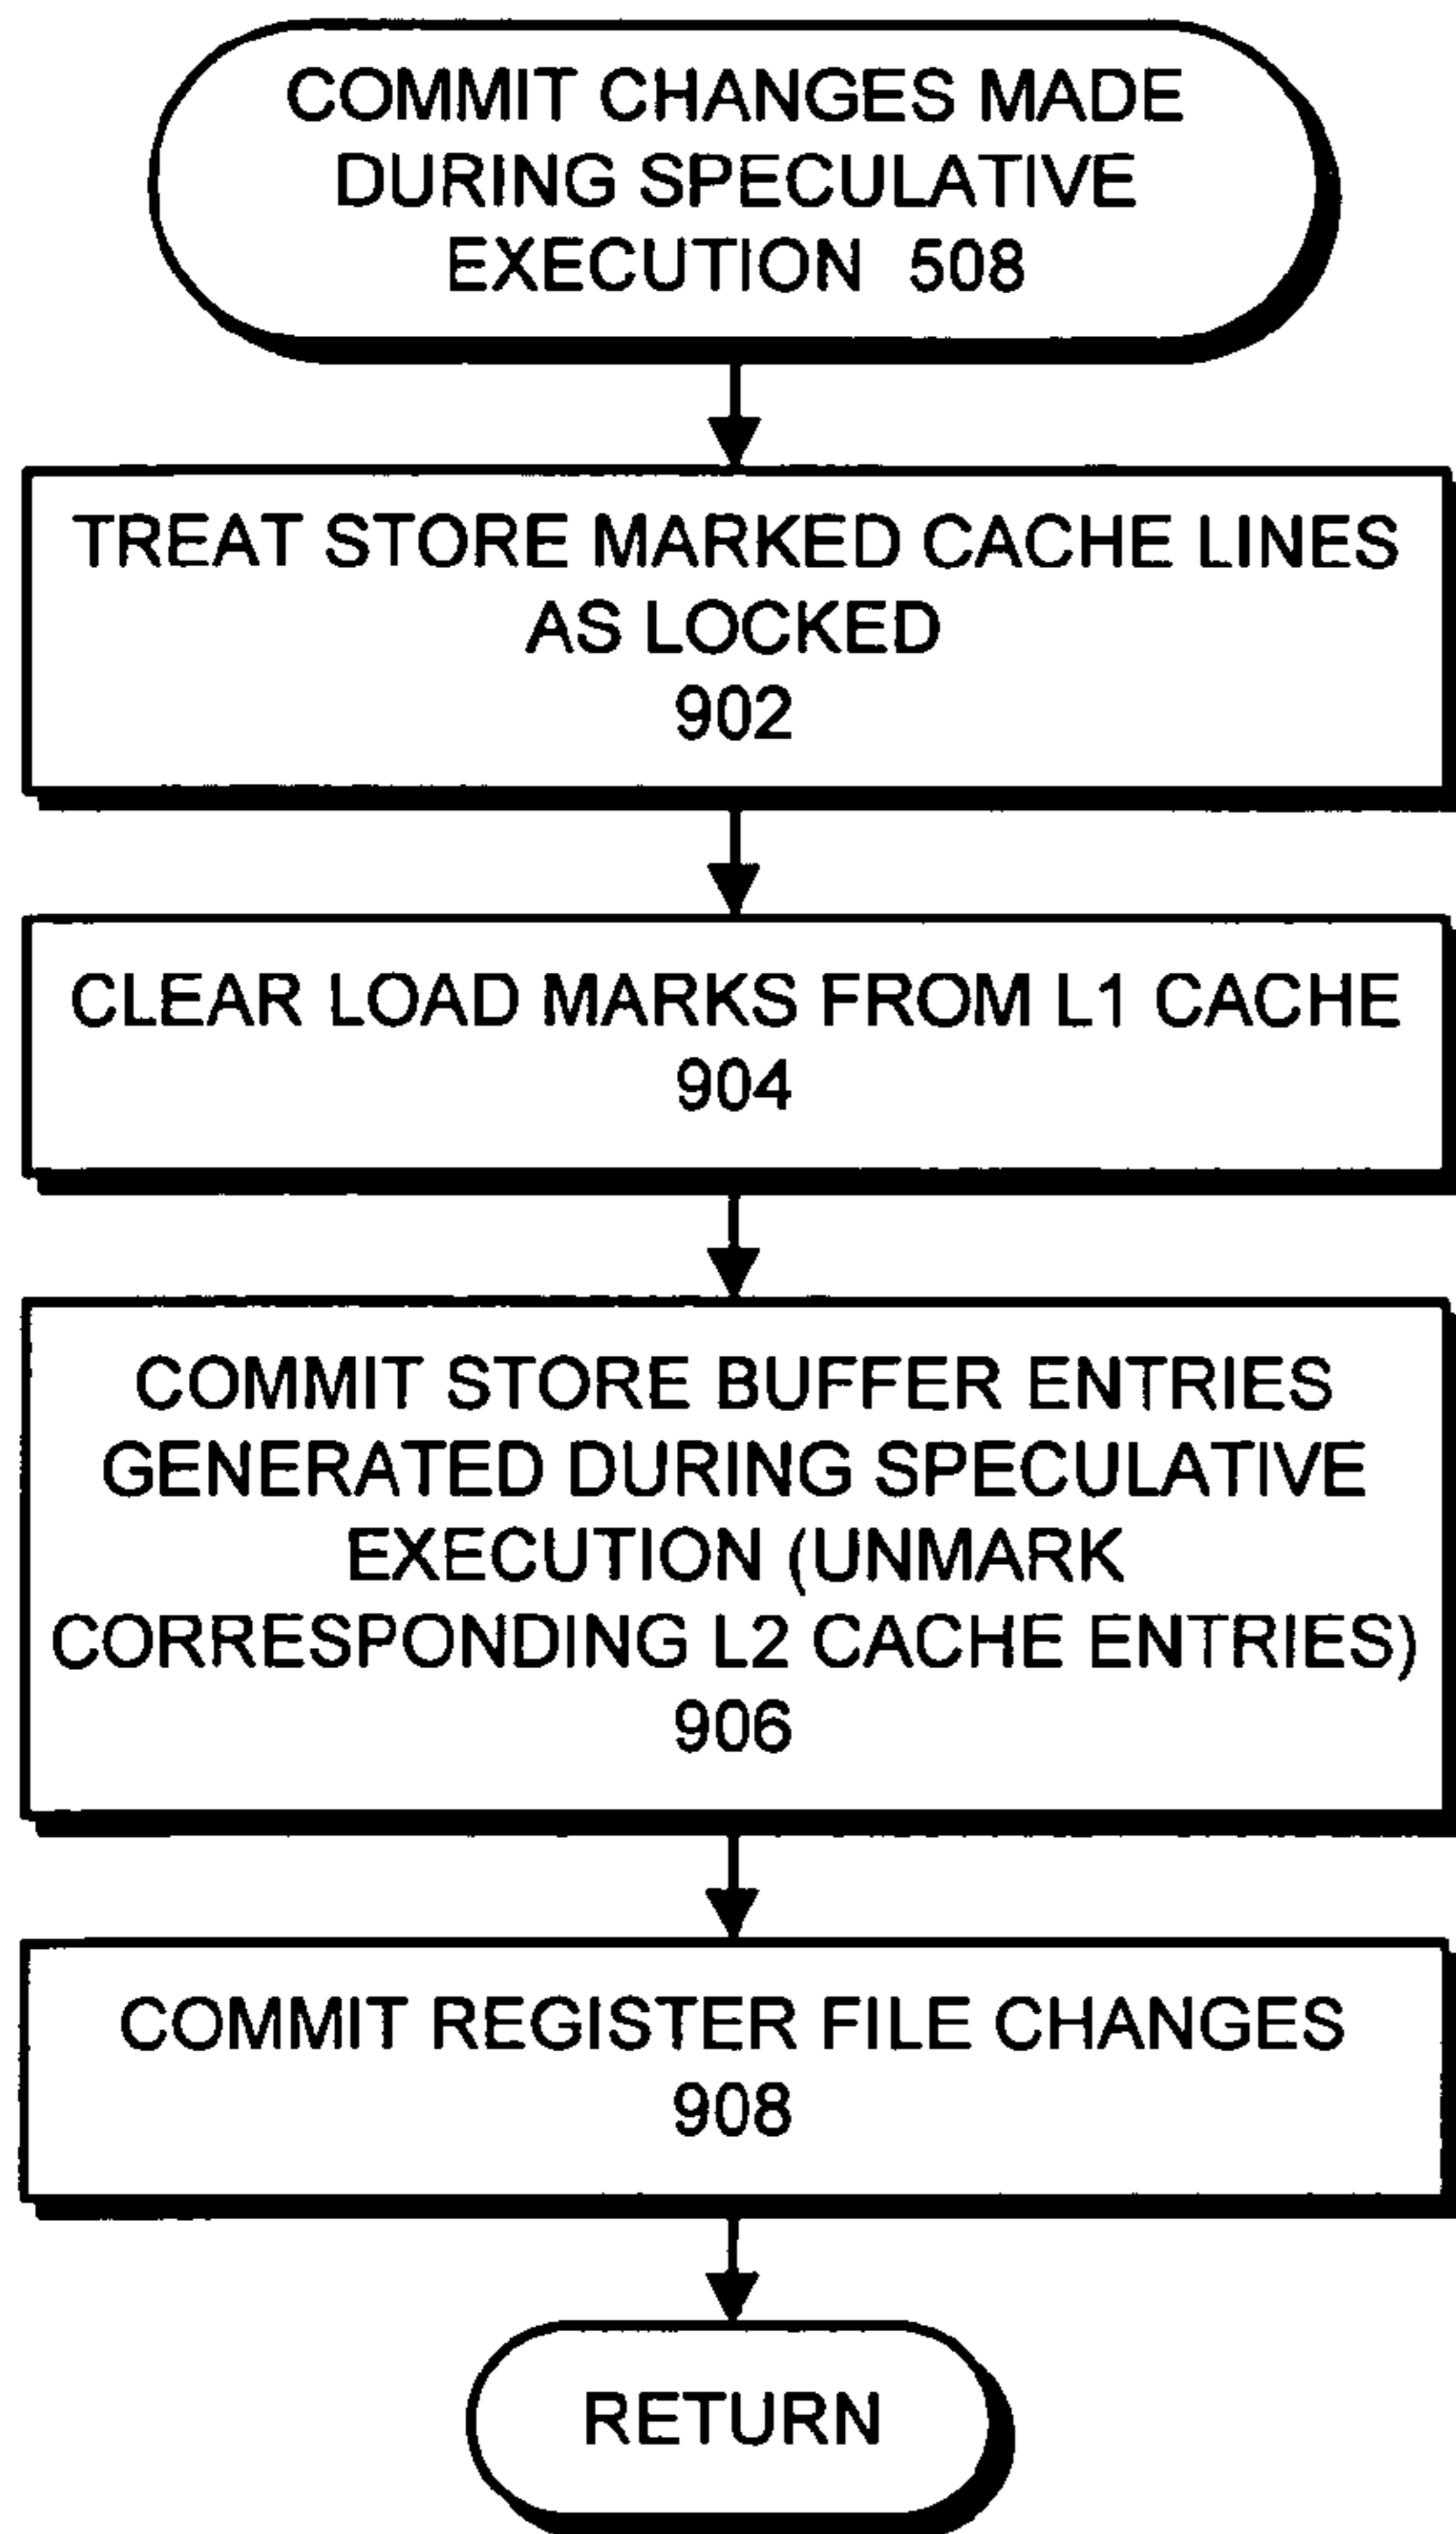 COMMIT CHANGES MADE
DURING SPECULATIVE
EXECUTION 508
TREAT STORE MARKED CACHE LINES
AS LOCKED
902
CLEAR LOAD MARKS FROM L1 CACHE
904
COMMIT STORE BUFFER ENTRIES
GENERATED DURING SPECULATIVE
EXECUTION (UNMARK
CORRESPONDING L2 CACHE ENTRIES)
906
COMMIT REGISTER FILE CHANGES
908
RETURN